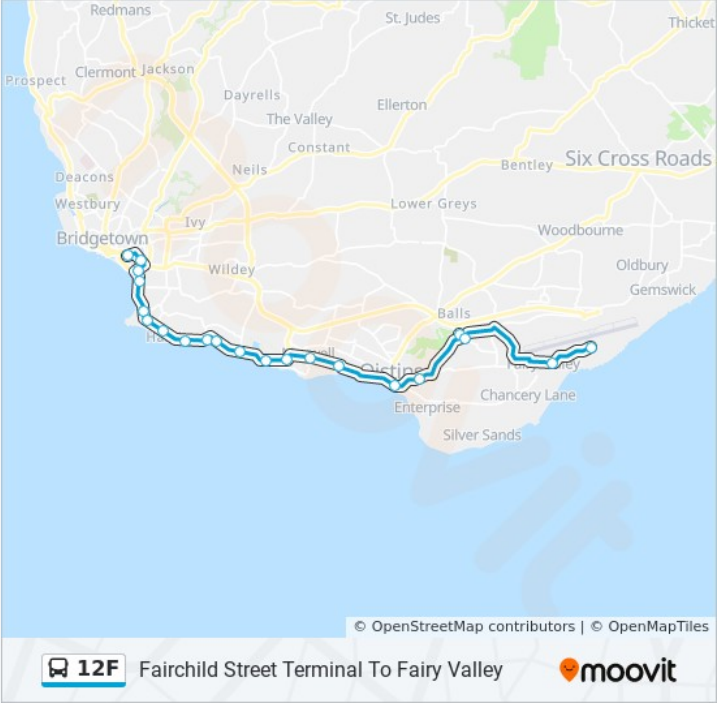 Redmans
St. Judes
Thicket
Clermont
Jackson
Prospect
Dayrells
Ellerton
The Valley
Constant
Six Cross Roads
Bentley
Neils
Deacons
Westbury
Lower Greys
Ivy
Woodbourne
Bridgetown
Wildey
Oldbury
Gemswick
Balls
Chancery Lane
Enterprise
Silver Sands
© OpenStreetMap contributors | © OpenMapTiles
12F Fairchild Street Terminal To Fairy Valley
moovit